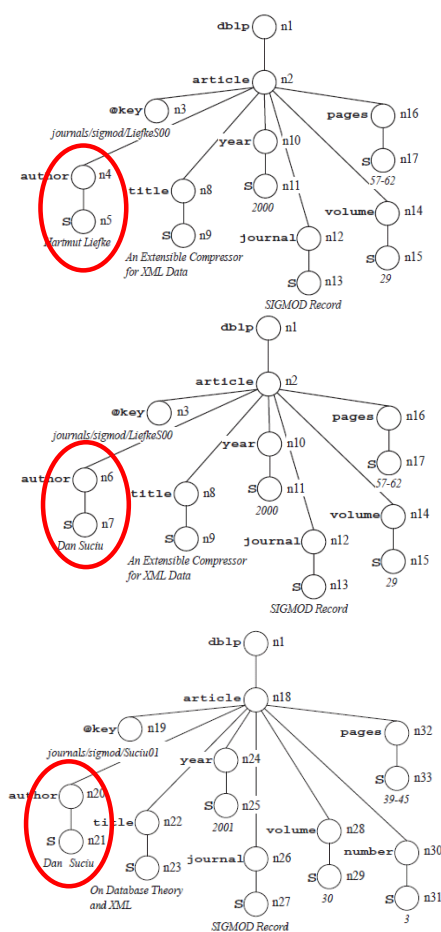 dblp n1
article n2
@key n3
journals/sigmod/LiefkeS00
pages n16
year n10
author n4
title n8
S n17
57-62
S n11
2000
volume n14
S n5
Hartmut Liefke
S n9
journal n12
An Extensible Compressor
for XML Data
S n15
29
S n13
SIGMOD Record
dblp n1
article n2
@key n3
journals/sigmod/LiefkeS00
pages n16
year n10
author n6
title n8
S n17
57-62
S n11
2000
volume n14
S n7
Dan Suciu
S n9
journal n12
An Extensible Compressor
for XML Data
S n15
29
S n13
SIGMOD Record
dblp n1
article n18
@key n19
journals/sigmod/Suciu01
pages n32
year n24
author n20
S n33
39-45
S n25
2001
title n22
volume n28
S n21
Dan Suciu
number n30
journal n26
S n23
On Database Theory
and XML
S n29
30
S n27
SIGMOD Record
S n31
3